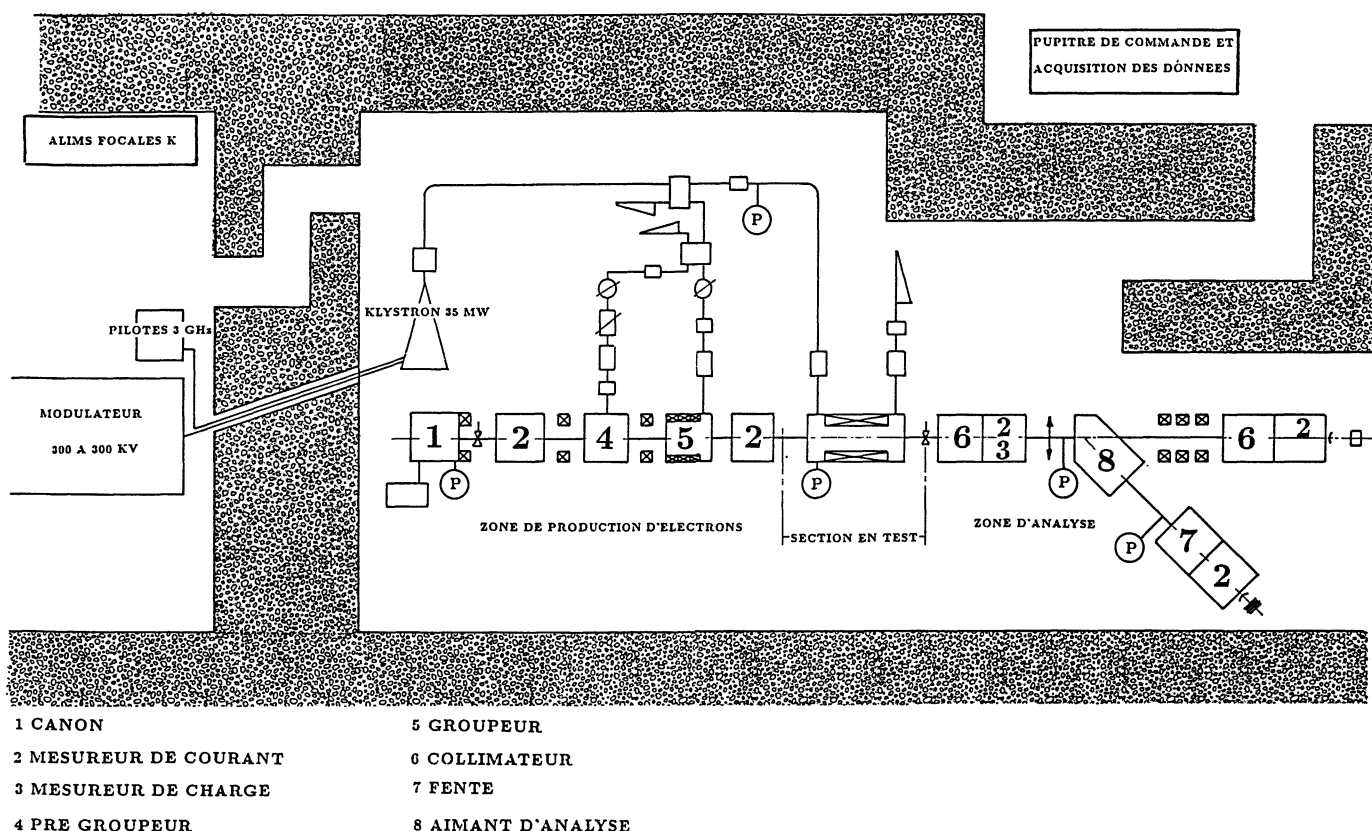 PUPITRE DE COMMANDE ET
ACQUISITION DES DÓNNEES
ALIMS FOCALES K
P
KLYSTRON 35 MW
PILOTES 3 GHz
MODULATEUR
300 A 300 KV
1
2
4
5
2
6
2
3
8
6
2
P
P
P
ZONE DE PRODUCTION D'ELECTRONS
SECTION EN TEST
ZONE D'ANALYSE
P
7
2
1 CANON
2 MESUREUR DE COURANT
3 MESUREUR DE CHARGE
4 PRE GROUPEUR
5 GROUPEUR
6 COLLIMATEUR
7 FENTE
8 AIMANT D'ANALYSE